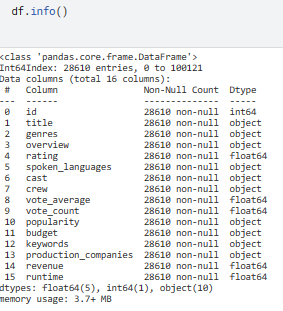 df.info()
<class 'pandas.core.frame.DataFrame'>
Int64Index: 28610 entries, 0 to 100121
Data columns (total 16 columns):
 #   Column                Non-Null Count  Dtype
---  ------                --------------  -----
 0   id                    28610 non-null  int64
 1   title                 28610 non-null  object
 2   genres                28610 non-null  object
 3   overview              28610 non-null  object
 4   rating                28610 non-null  float64
 5   spoken_languages      28610 non-null  object
 6   cast                  28610 non-null  object
 7   crew                  28610 non-null  object
 8   vote_average          28610 non-null  float64
 9   vote_count            28610 non-null  float64
 10  popularity            28610 non-null  object
 11  budget                28610 non-null  object
 12  keywords              28610 non-null  object
 13  production_companies  28610 non-null  object
 14  revenue               28610 non-null  float64
 15  runtime               28610 non-null  float64
dtypes: float64(5), int64(1), object(10)
memory usage: 3.7+ MB